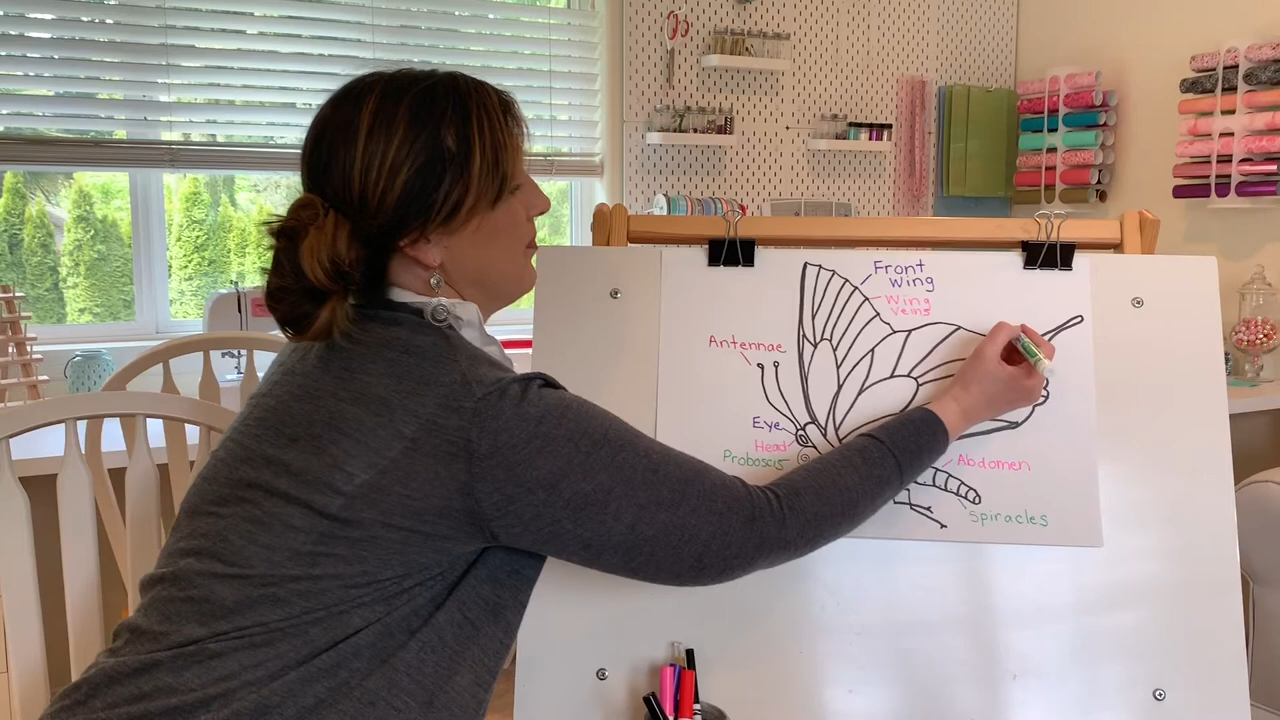 Front
Wing
Wing
Veins
Antennae
Eye
Head
Proboscis
Abdomen
Spiracles